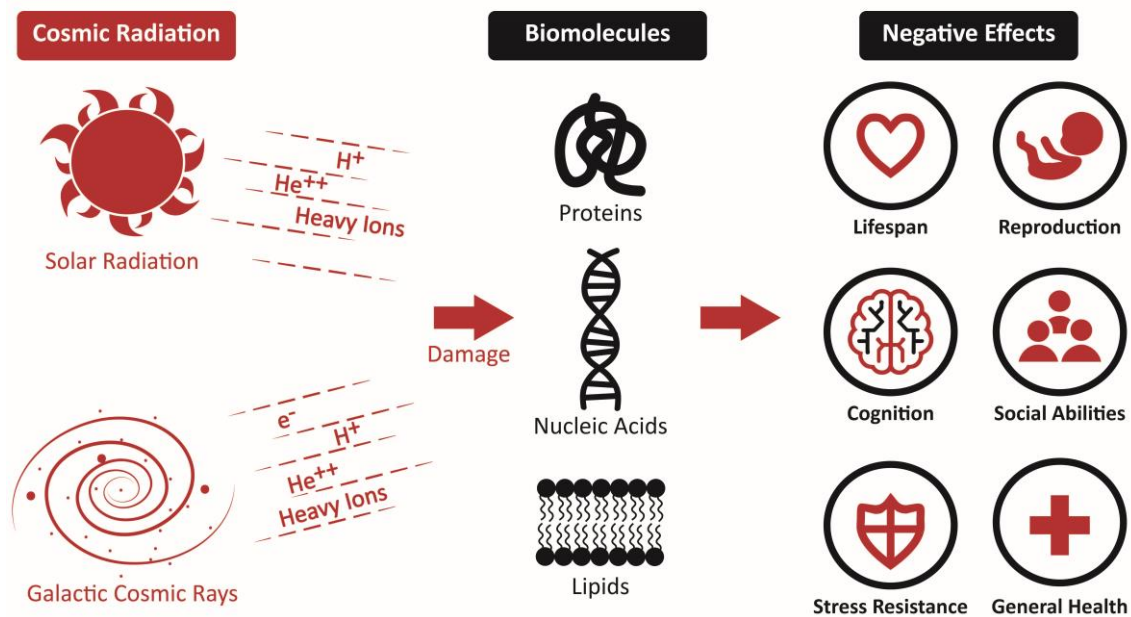 Cosmic Radiation
Biomolecules
Negative Effects
H+
He++
Heavy Ions
Solar Radiation
Proteins
Lifespan
Reproduction
Damage
Nucleic Acids
Cognition
Social Abilities
e-
H+
He++
Heavy Ions
Galactic Cosmic Rays
Lipids
Stress Resistance
General Health